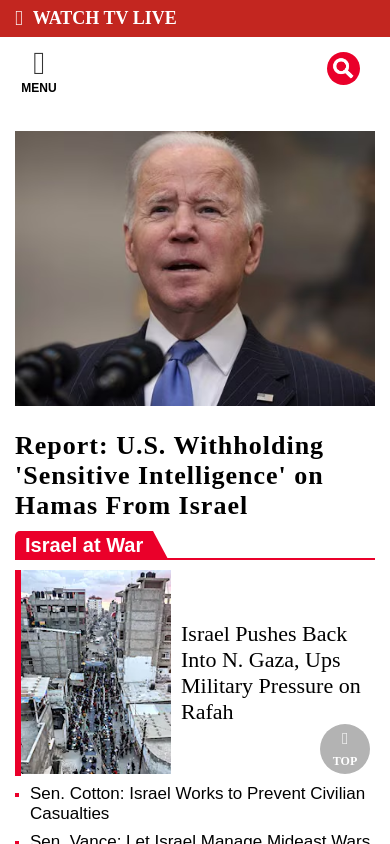 WATCH TV LIVE
MENU
Report: U.S. Withholding
'Sensitive Intelligence' on
Hamas From Israel
Israel at War
Israel Pushes Back
Into N. Gaza, Ups
Military Pressure on
Rafah
TOP
Sen. Cotton: Israel Works to Prevent Civilian
Casualties
Sen. Vance: Let Israel Manage Mideast Wars